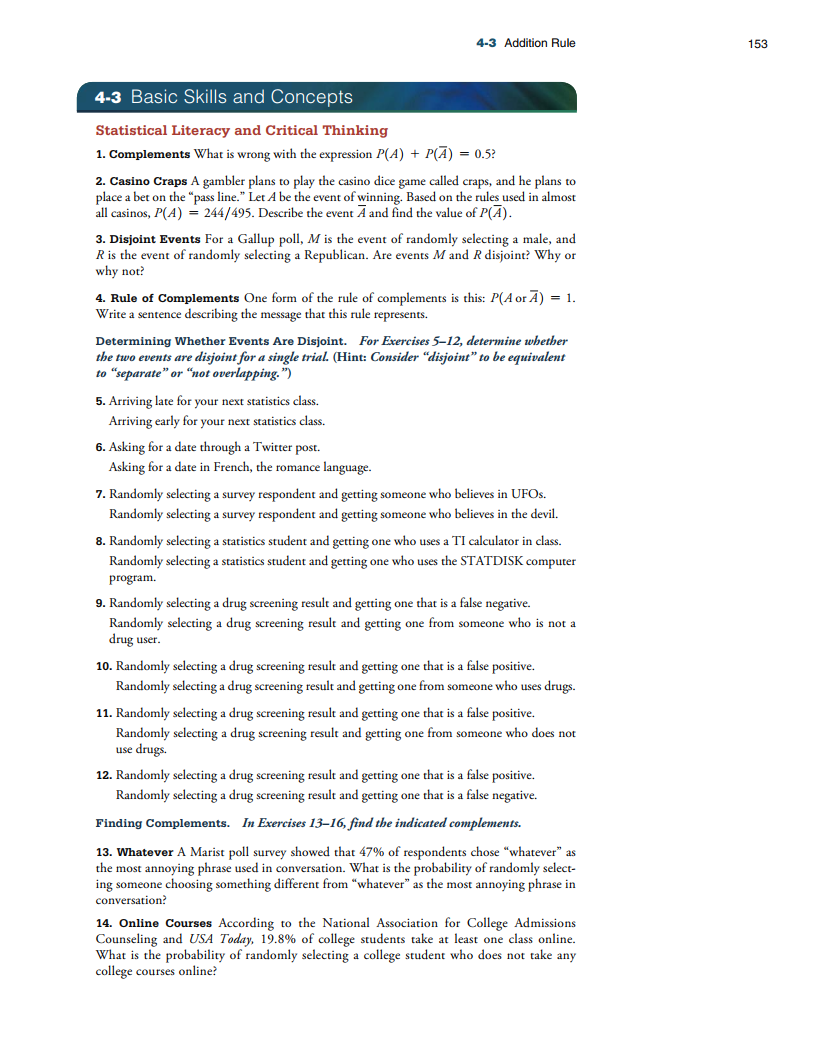 4-3 Addition Rule 153
4-3 Basic Skills and Concepts
Statistical Literacy and Critical Thinking
1. Complements What is wrong with the expression P(A) + P(A̅) = 0.5?
2. Casino Craps A gambler plans to play the casino dice game called craps, and he plans to
place a bet on the “pass line.” Let A be the event of winning. Based on the rules used in almost
all casinos, P(A) = 244/495. Describe the event A̅ and find the value of P(A̅).
3. Disjoint Events For a Gallup poll, M is the event of randomly selecting a male, and
R is the event of randomly selecting a Republican. Are events M and R disjoint? Why or
why not?
4. Rule of Complements One form of the rule of complements is this: P(A or A̅) = 1.
Write a sentence describing the message that this rule represents.
Determining Whether Events Are Disjoint. For Exercises 5–12, determine whether
the two events are disjoint for a single trial. (Hint: Consider “disjoint” to be equivalent
to “separate” or “not overlapping.”)
5. Arriving late for your next statistics class.
Arriving early for your next statistics class.
6. Asking for a date through a Twitter post.
Asking for a date in French, the romance language.
7. Randomly selecting a survey respondent and getting someone who believes in UFOs.
Randomly selecting a survey respondent and getting someone who believes in the devil.
8. Randomly selecting a statistics student and getting one who uses a TI calculator in class.
Randomly selecting a statistics student and getting one who uses the STATDISK computer
program.
9. Randomly selecting a drug screening result and getting one that is a false negative.
Randomly selecting a drug screening result and getting one from someone who is not a
drug user.
10. Randomly selecting a drug screening result and getting one that is a false positive.
Randomly selecting a drug screening result and getting one from someone who uses drugs.
11. Randomly selecting a drug screening result and getting one that is a false positive.
Randomly selecting a drug screening result and getting one from someone who does not
use drugs.
12. Randomly selecting a drug screening result and getting one that is a false positive.
Randomly selecting a drug screening result and getting one that is a false negative.
Finding Complements. In Exercises 13–16, find the indicated complements.
13. Whatever A Marist poll survey showed that 47% of respondents chose “whatever” as
the most annoying phrase used in conversation. What is the probability of randomly select-
ing someone choosing something different from “whatever” as the most annoying phrase in
conversation?
14. Online Courses According to the National Association for College Admissions
Counseling and USA Today, 19.8% of college students take at least one class online.
What is the probability of randomly selecting a college student who does not take any
college courses online?